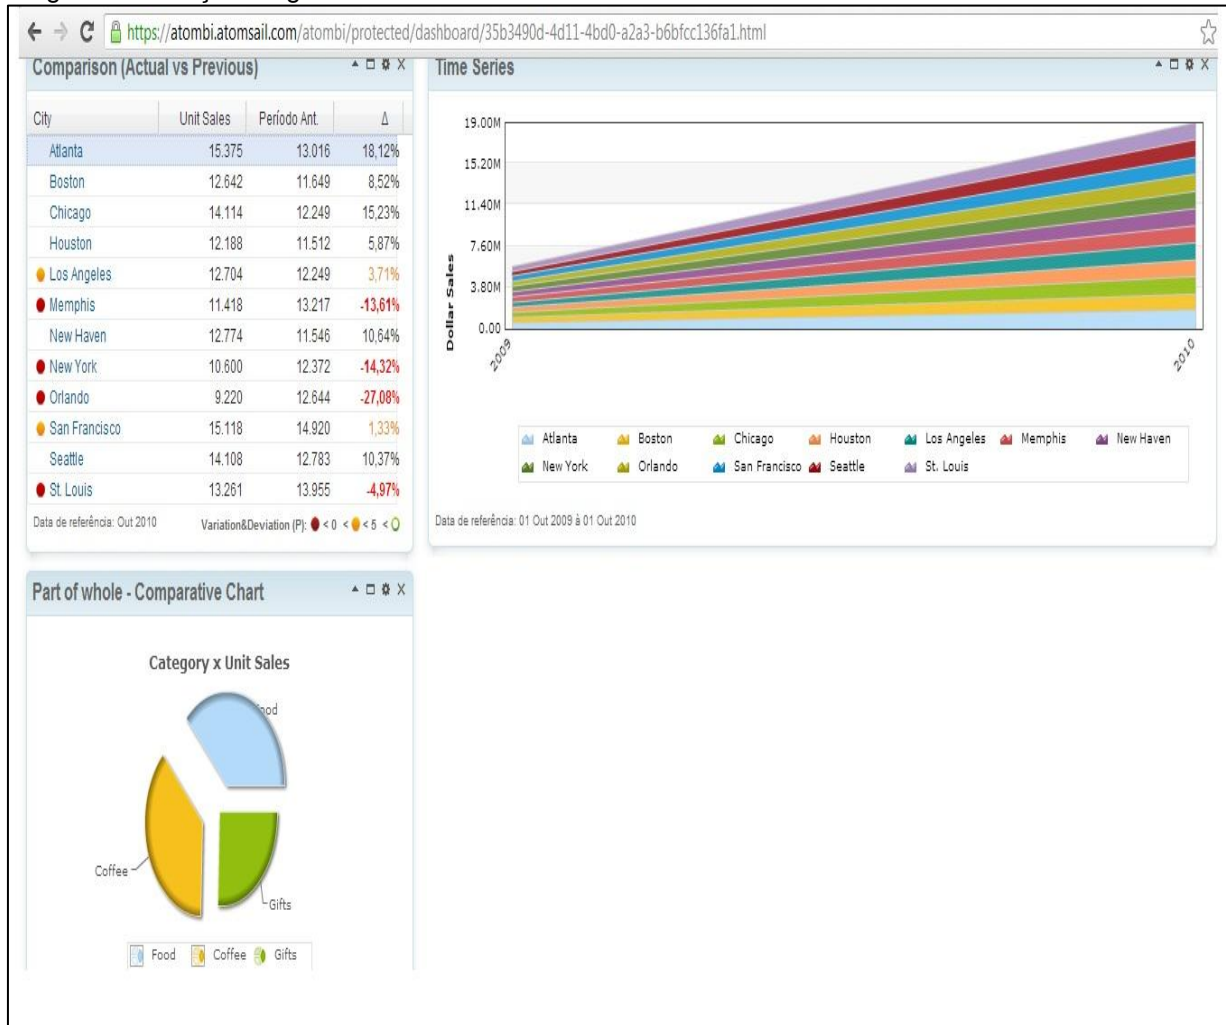 https://atombi.atomsail.com/atombi/protected/dashboard/35b3490d-4d11-4bd0-a2a3-b6bfcc136fa1.html
Comparison (Actual vs Previous)
City Unit Sales Período Ant. Δ
Atlanta 15.375 13.016 18,12%
Boston 12.642 11.649 8,52%
Chicago 14.114 12.249 15,23%
Houston 12.188 11.512 5,87%
Los Angeles 12.704 12.249 3,71%
Memphis 11.418 13.217 -13,61%
New Haven 12.774 11.546 10,64%
New York 10.600 12.372 -14,32%
Orlando 9.220 12.644 -27,08%
San Francisco 15.118 14.920 1,33%
Seattle 14.108 12.783 10,37%
St. Louis 13.261 13.955 -4,97%
Data de referência: Out 2010 Variation&Deviation (P): < 0 < < 5 <
Time Series
19.00M
15.20M
11.40M
7.60M
3.80M
0.00
Dollar Sales
2009 2010
Atlanta Boston Chicago Houston Los Angeles Memphis New Haven
New York Orlando San Francisco Seattle St. Louis
Data de referência: 01 Out 2009 à 01 Out 2010
Part of whole - Comparative Chart
Category x Unit Sales
Coffee
Gifts
Food Coffee Gifts